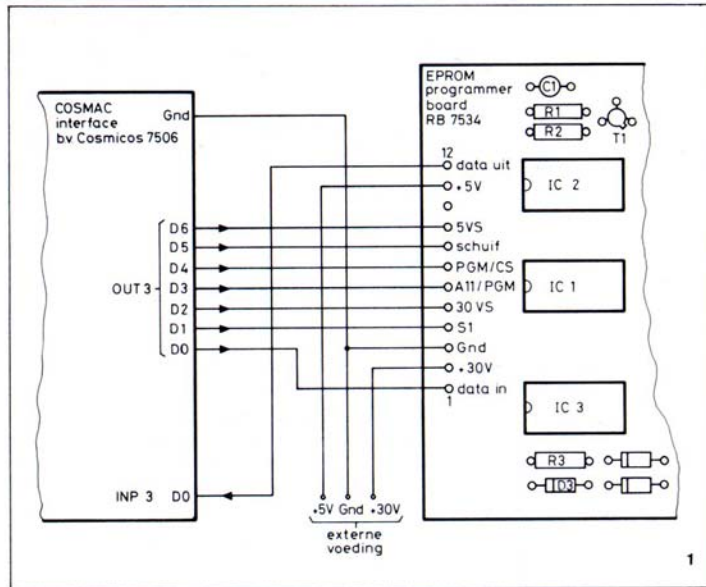 COSMAC
interface
bv. Cosmicos 7506
Gnd
OUT 3
D6
D5
D4
D3
D2
D1
D0
INP 3 D0
+5V Gnd +30V
externe
voeding
EPROM
programmer
board
RB 7534
12
data uit
+5V
5VS
schuif
PGM/CS
A11/PGM
30 VS
S1
Gnd
+30V
data in
1
C1
R1
R2
T1
IC 2
IC 1
IC 3
R3
D3
1